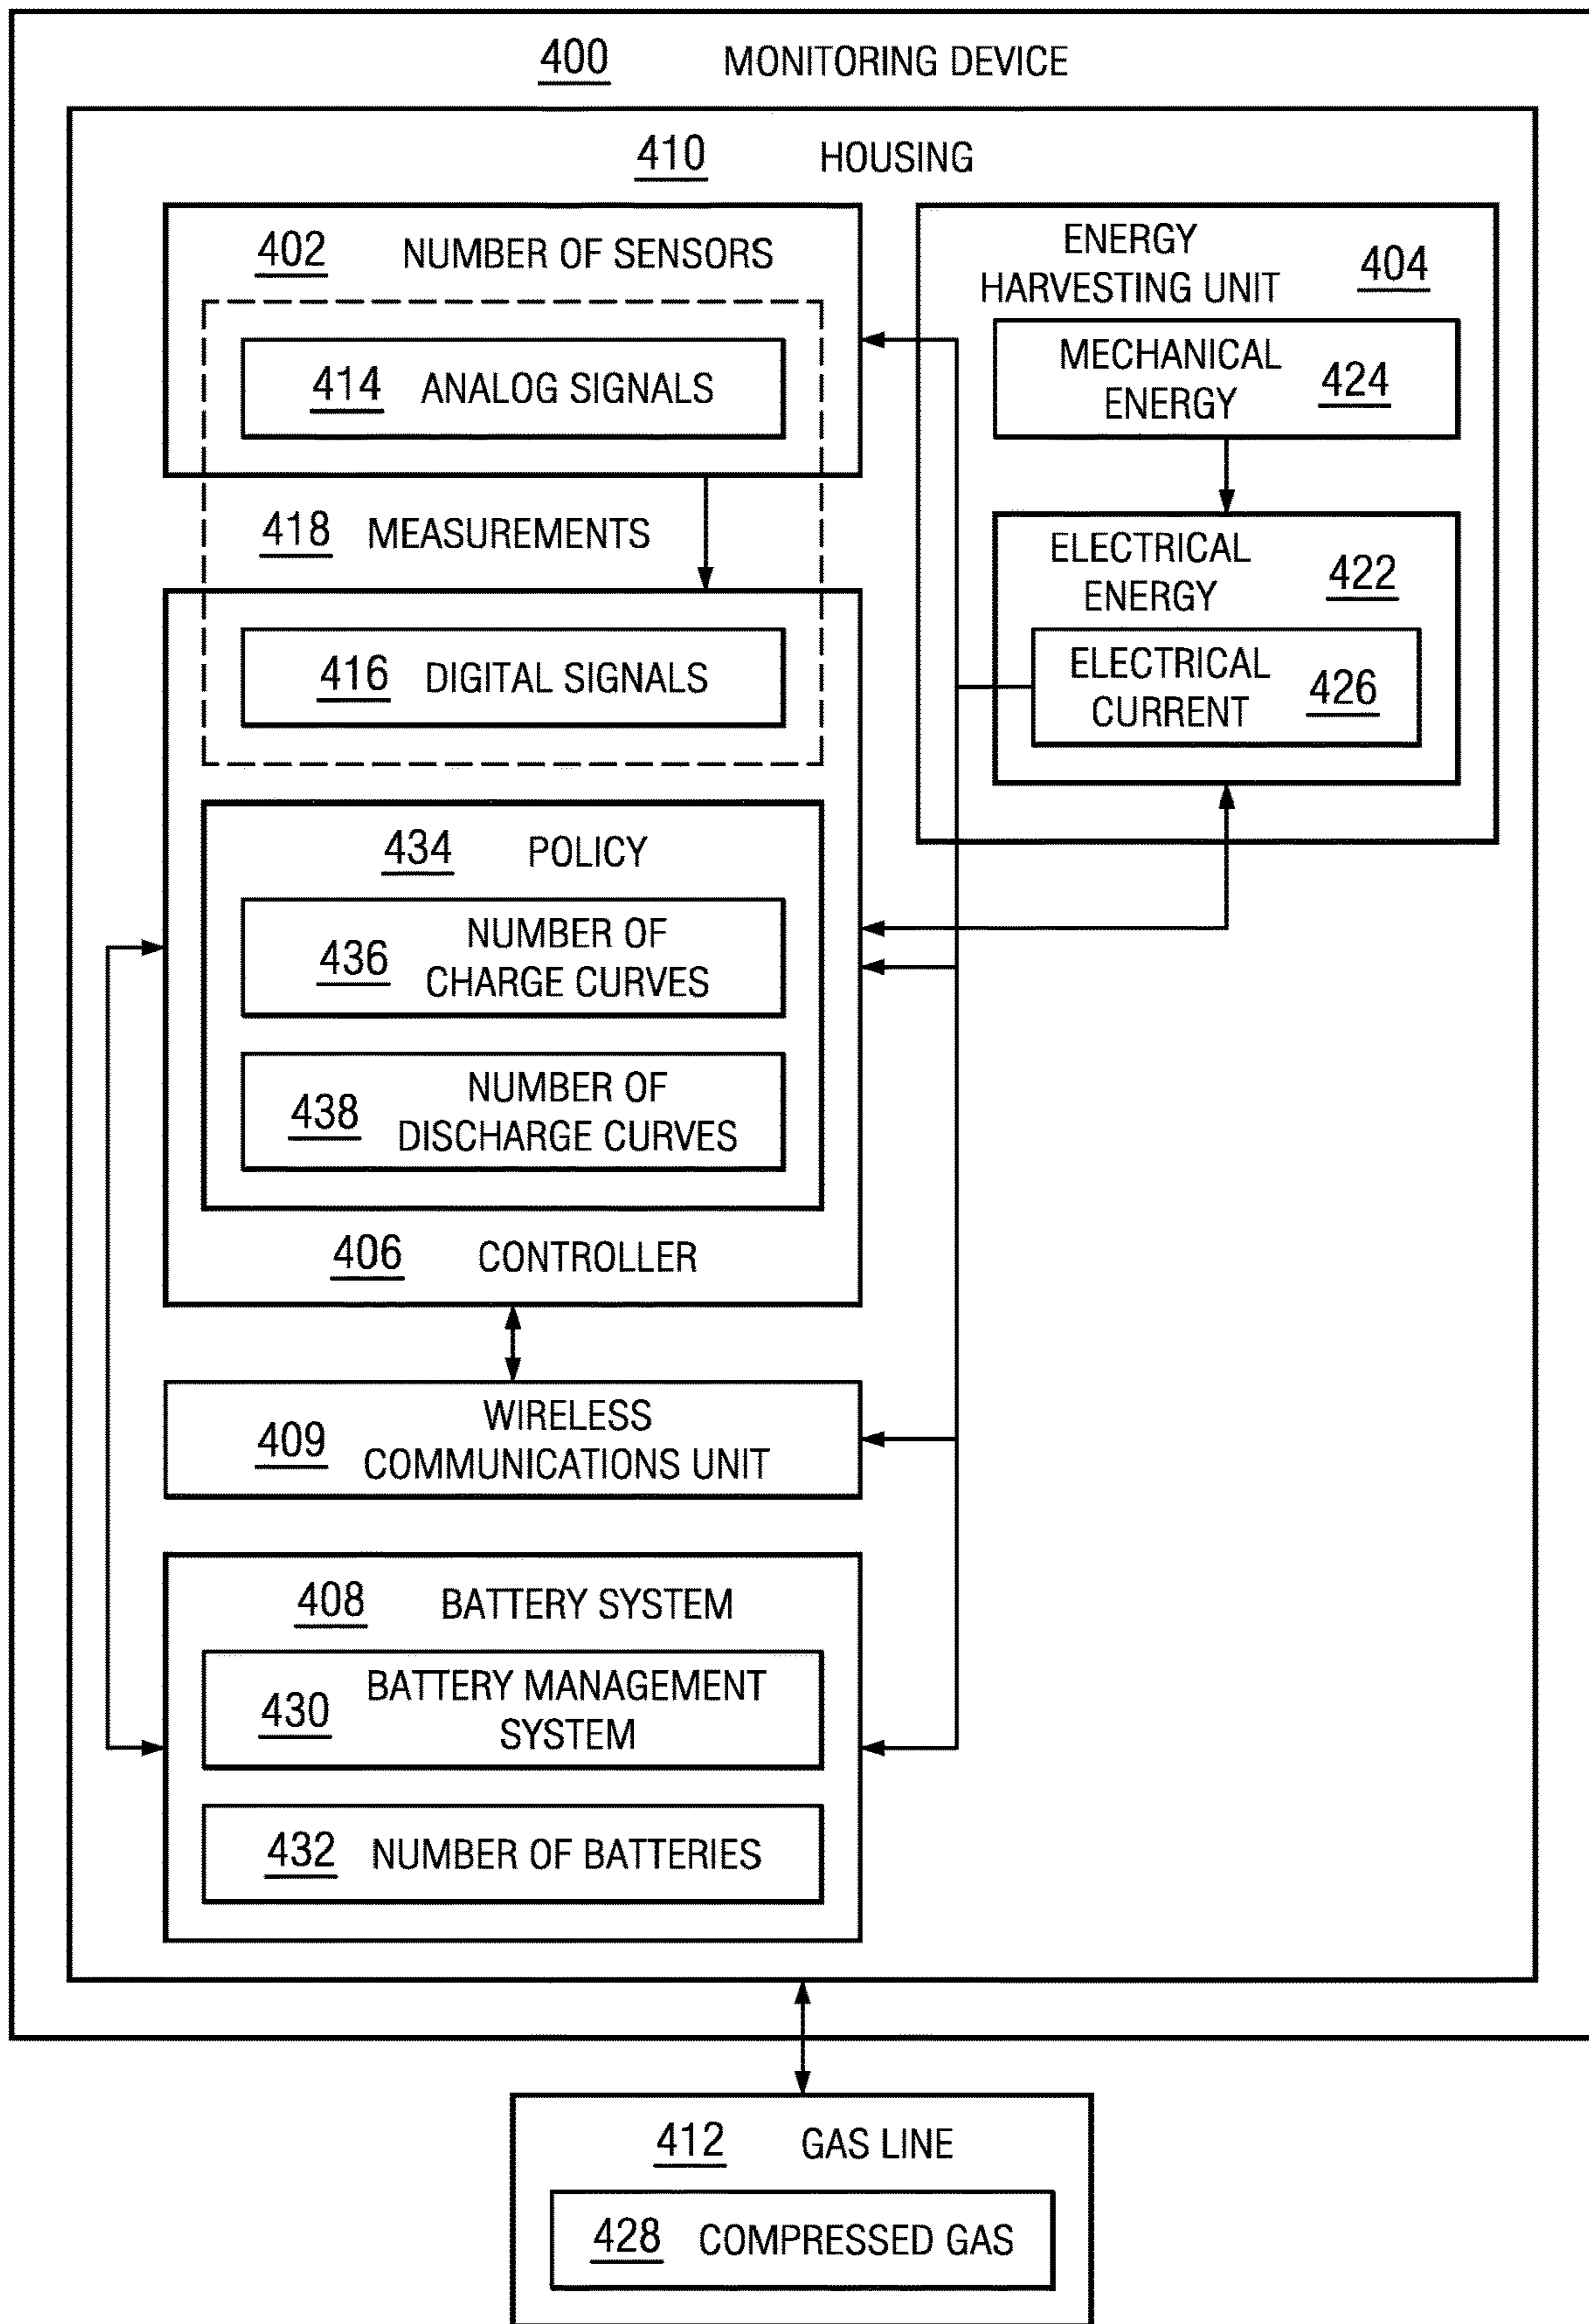 400 MONITORING DEVICE
410 HOUSING
402 NUMBER OF SENSORS
414 ANALOG SIGNALS
418 MEASUREMENTS
416 DIGITAL SIGNALS
434 POLICY
436 NUMBER OF
CHARGE CURVES
438 NUMBER OF
DISCHARGE CURVES
406 CONTROLLER
409 WIRELESS
COMMUNICATIONS UNIT
408 BATTERY SYSTEM
430 BATTERY MANAGEMENT
SYSTEM
432 NUMBER OF BATTERIES
ENERGY
HARVESTING UNIT 404
MECHANICAL
ENERGY 424
ELECTRICAL
ENERGY 422
ELECTRICAL
CURRENT 426
412 GAS LINE
428 COMPRESSED GAS